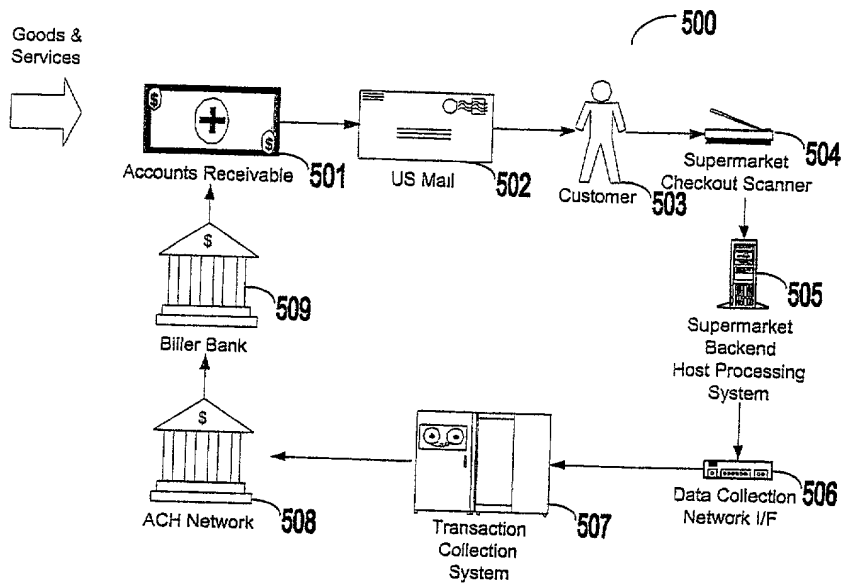 Goods &
Services
500
$
$
Accounts Receivable
501
US Mail
502
Customer
503
Supermarket
Checkout Scanner
504
505
Supermarket
Backend
Host Processing
System
$
509
Biller Bank
$
ACH Network
508
Transaction
Collection
System
507
Data Collection
Network I/F
506